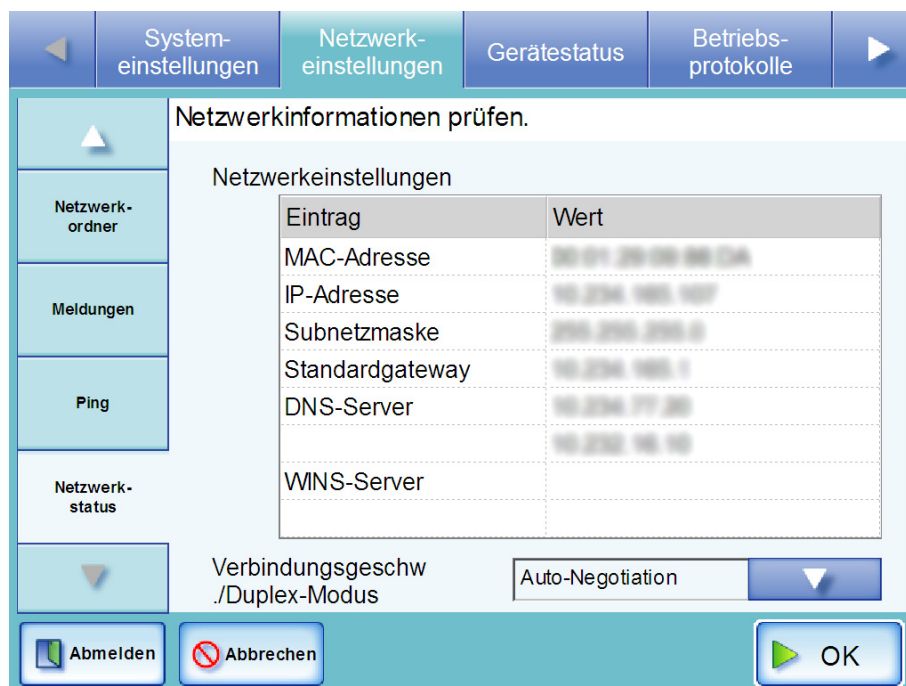 System-
einstellungen
Netzwerk-
einstellungen
Gerätestatus
Betriebs-
protokolle
Netzwerkinformationen prüfen.
Netzwerk-
ordner
Meldungen
Ping
Netzwerk-
status
Netzwerkeinstellungen
Eintrag Wert
MAC-Adresse
IP-Adresse
Subnetzmaske
Standardgateway
DNS-Server
WINS-Server
Verbindungsgeschw
./Duplex-Modus
Auto-Negotiation
Abmelden
Abbrechen
OK